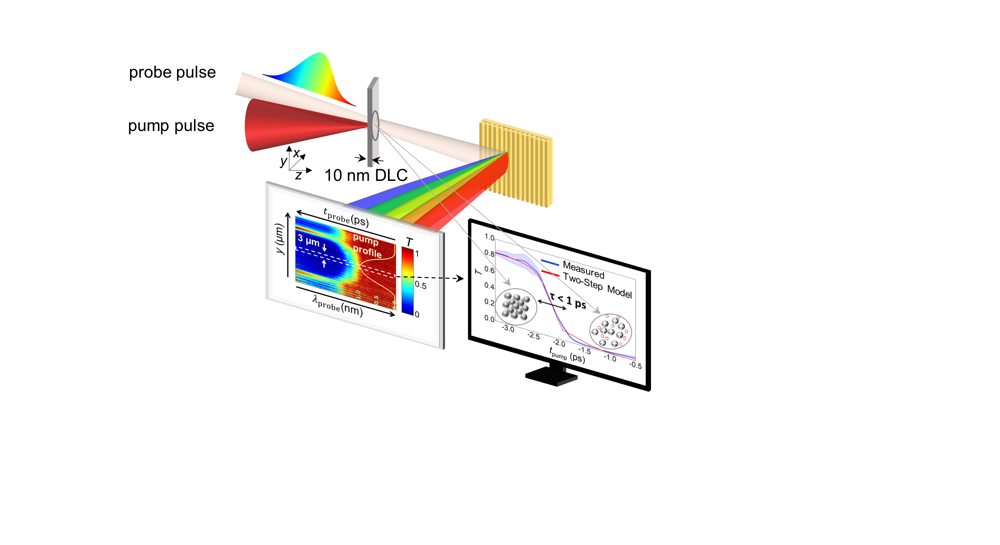 probe pulse
pump pulse
x
y
z
10 nm DLC
t_probe(ps)
y (μm)
3 μm
pump
profile
1.0
0.5
0.0
λ_probe(nm)
T
1
0.5
0
1.0
0.8
0.6
0.4
0.2
0.0
T
Measured
Two-Step Model
τ < 1 ps
-3.0
-2.5
-2.0
-1.5
-1.0
-0.5
t_pump (ps)